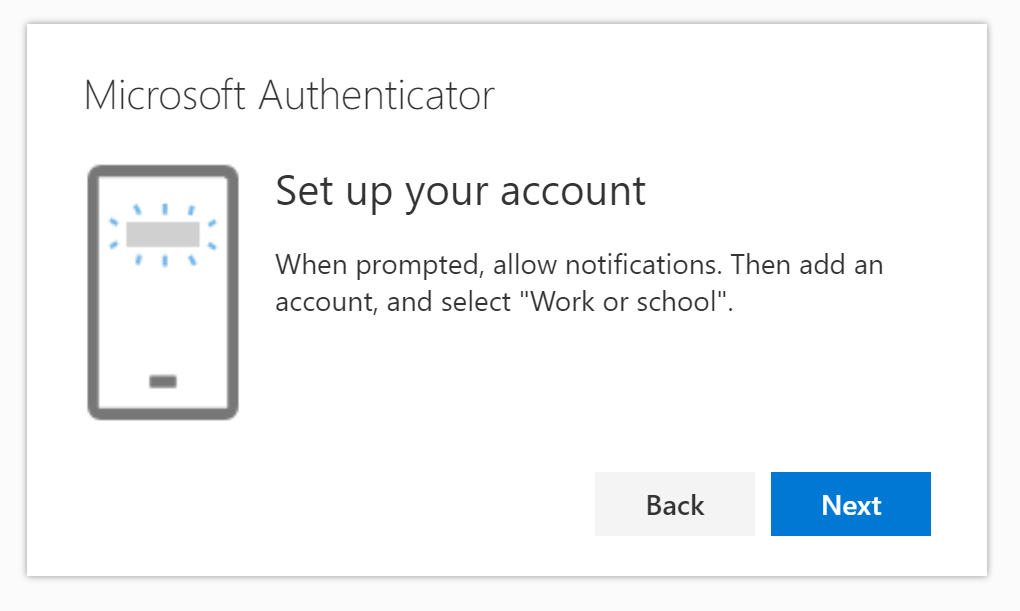 Microsoft Authenticator
Set up your account
When prompted, allow notifications. Then add an
account, and select "Work or school".
Back
Next